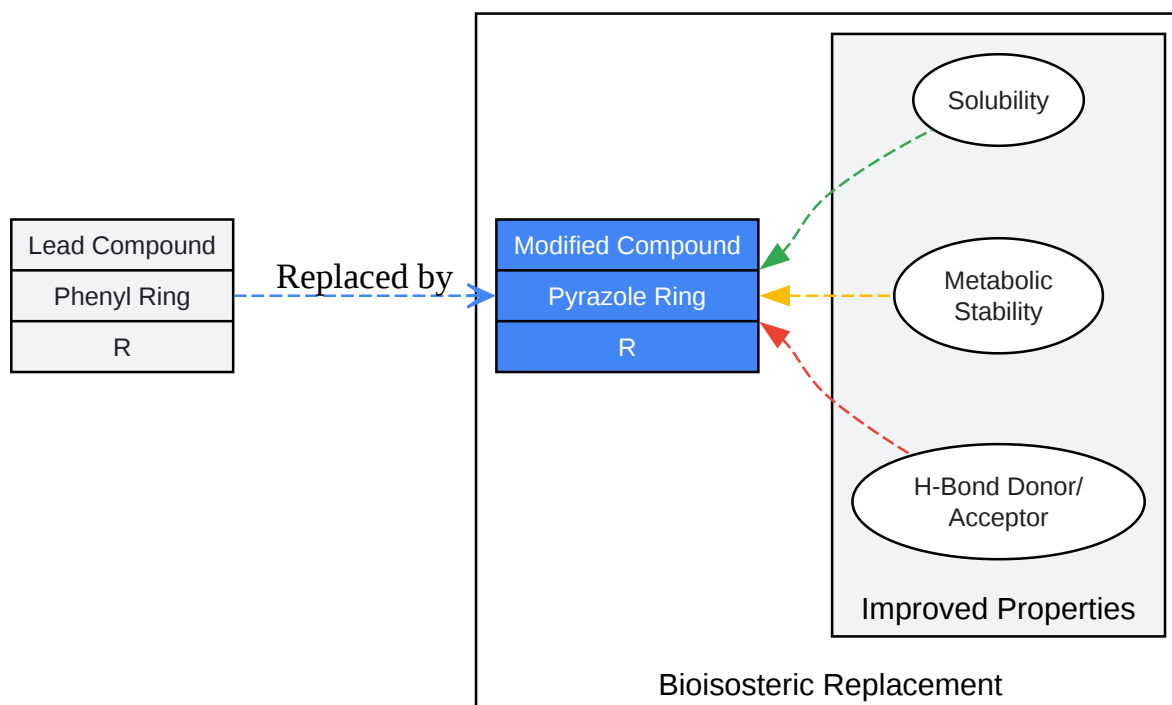 Lead Compound
Phenyl Ring
R
Replaced by
Modified Compound
Pyrazole Ring
R
Solubility
Metabolic
Stability
H-Bond Donor/
Acceptor
Improved Properties
Bioisosteric Replacement